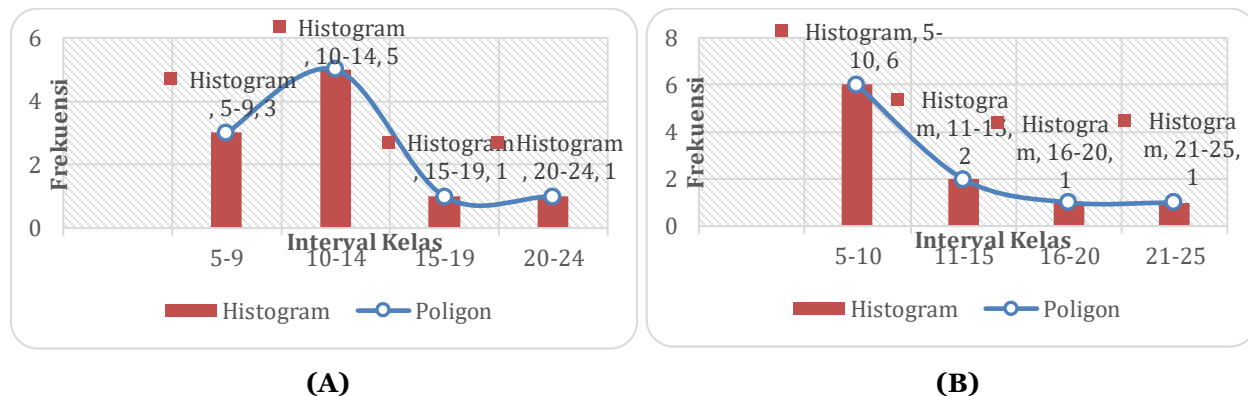 6
4
2
0
Frekuensi
Histogram
, 5-9, 3
Histogram
, 10-14, 5
Histogram
, 15-19, 1
Histogram
, 20-24, 1
Interval Kelas
5-9 10-14 15-19 20-24
Histogram Poligon
(A)
8
6
4
2
0
Frekuensi
Histogram, 5-
10, 6
Histogra
m, 11-15,
2
Histogra
m, 16-20,
1
Histogra
m, 21-25,
1
Interval Kelas
5-10 11-15 16-20 21-25
Histogram Poligon
(B)